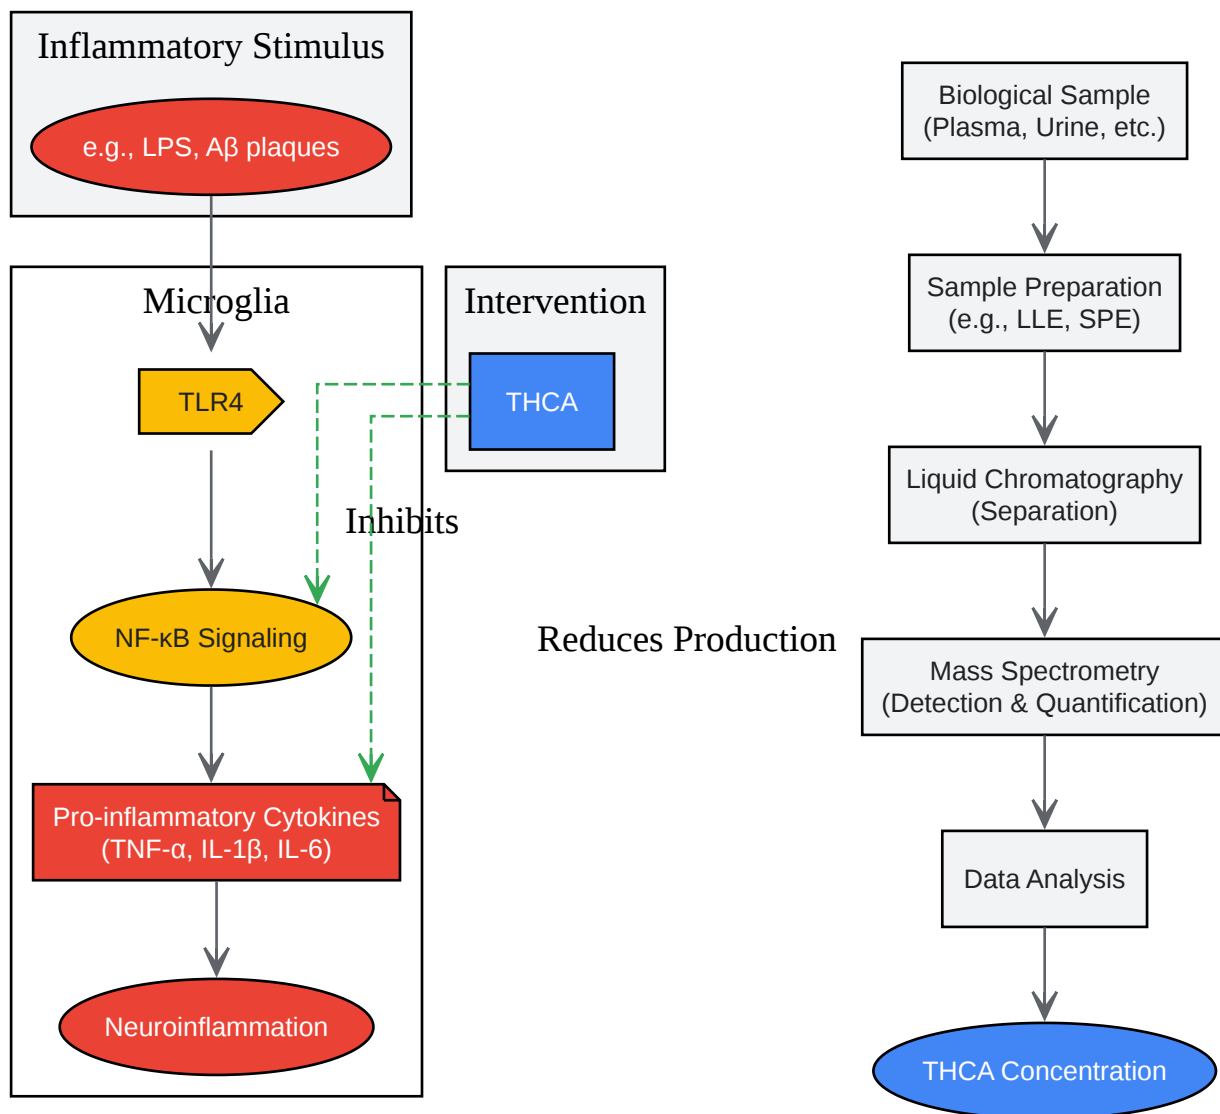 Inflammatory Stimulus
e.g., LPS, Aβ plaques
Microglia
TLR4
Intervention
THCA
Inhibits
NF-κB Signaling
Reduces Production
Pro-inflammatory Cytokines
(TNF-α, IL-1β, IL-6)
Neuroinflammation
Biological Sample
(Plasma, Urine, etc.)
Sample Preparation
(e.g., LLE, SPE)
Liquid Chromatography
(Separation)
Mass Spectrometry
(Detection & Quantification)
Data Analysis
THCA Concentration